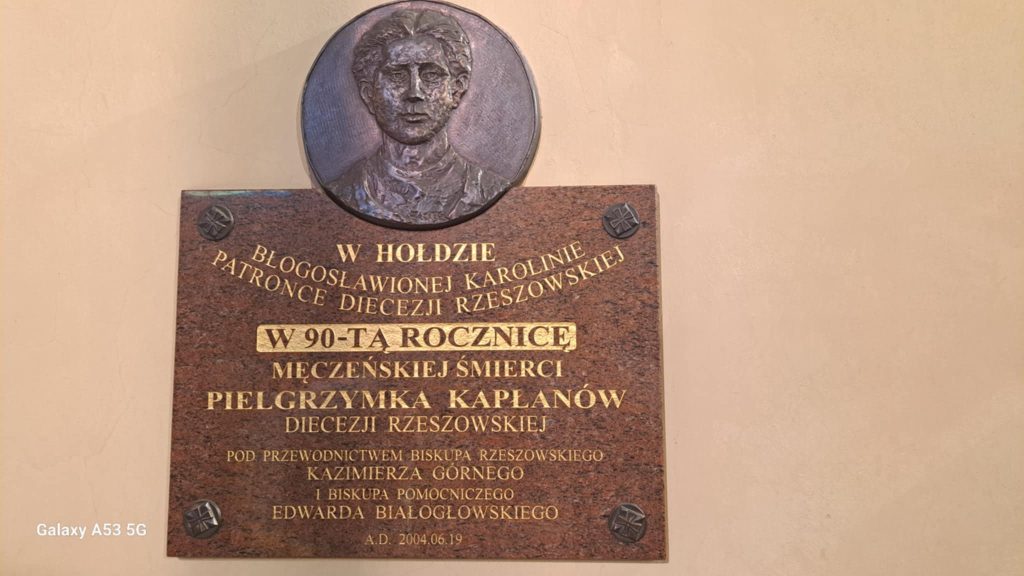 W HOŁDZIE
BŁOGOSŁAWIONEJ KAROLINIE
PATRONCE DIECEZJI RZESZOWSKIEJ
W 90-TĄ ROCZNICĘ
MĘCZEŃSKIEJ ŚMIERCI
PIELGRZYMKA KAPŁANÓW
DIECEZJI RZESZOWSKIEJ
POD PRZEWODNICTWEM BISKUPA RZESZOWSKIEGO
KAZIMIERZA GÓRNEGO
I BISKUPA POMOCNICZEGO
EDWARDA BIAŁOGŁOWSKIEGO
A.D. 2004.06.19
Galaxy A53 5G